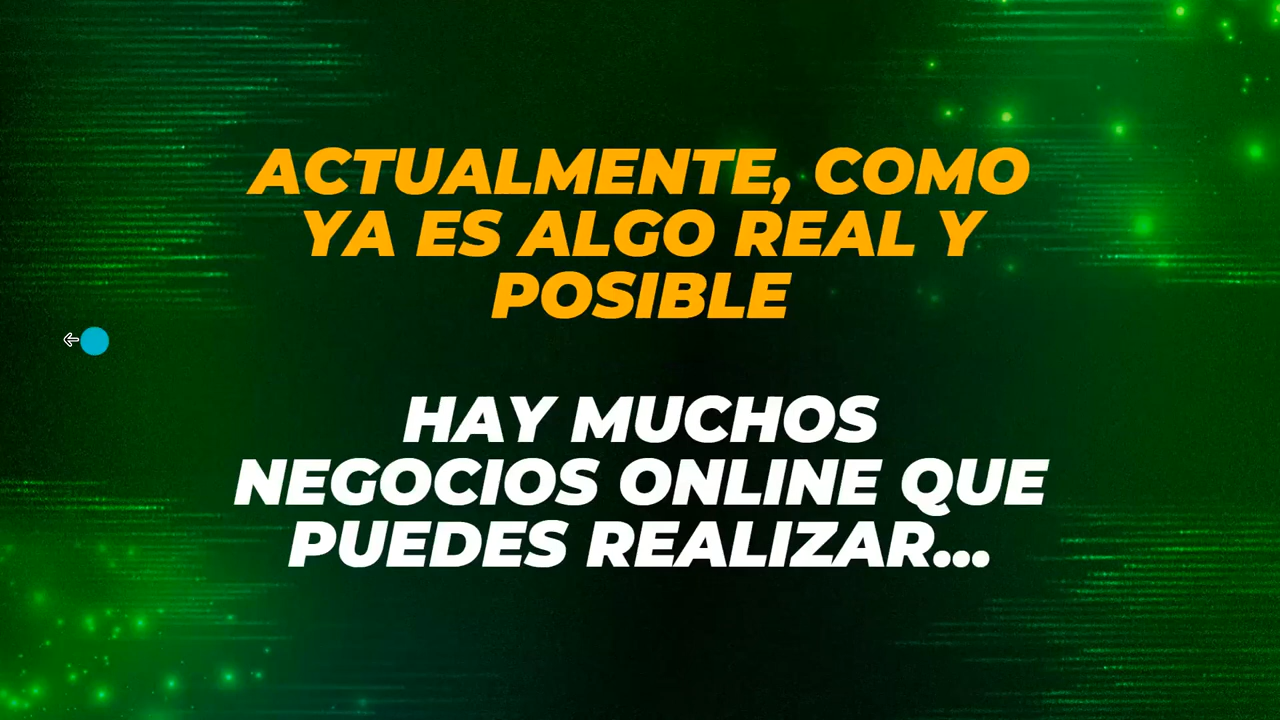 ACTUALMENTE, COMO
YA ES ALGO REAL Y
POSIBLE
HAY MUCHOS
NEGOCIOS ONLINE QUE
PUEDES REALIZAR...